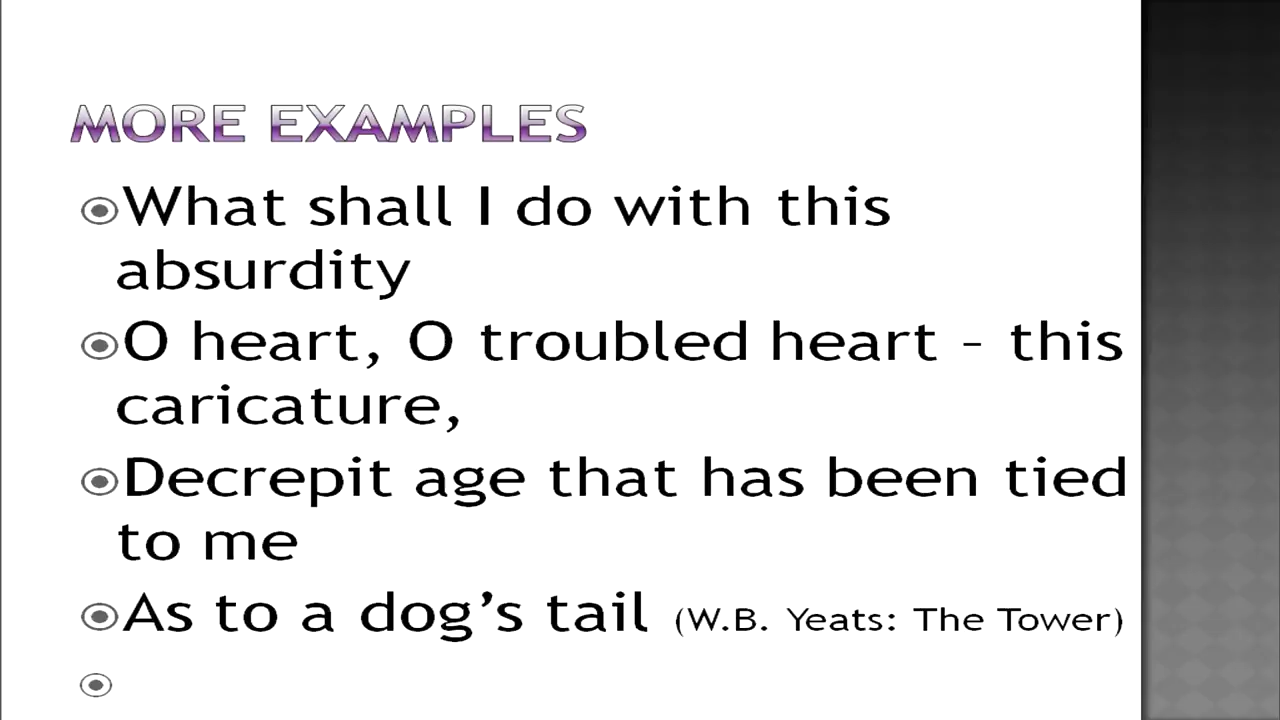 MORE EXAMPLES
What shall I do with this
absurdity
O heart, O troubled heart – this
caricature,
Decrepit age that has been tied
to me
As to a dog’s tail (W.B. Yeats: The Tower)